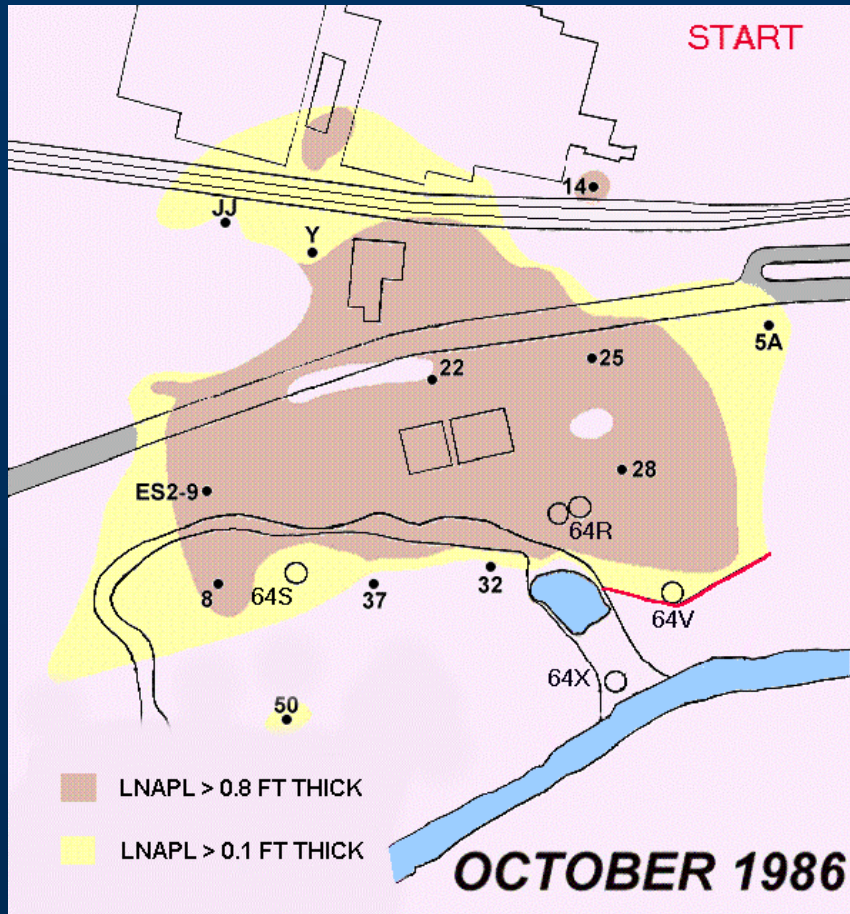 START
14
JJ
Y
5A
25
22
28
ES2-9
64R
32
8
64S
37
64V
64X
50
LNAPL > 0.8 FT THICK
LNAPL > 0.1 FT THICK
OCTOBER 1986